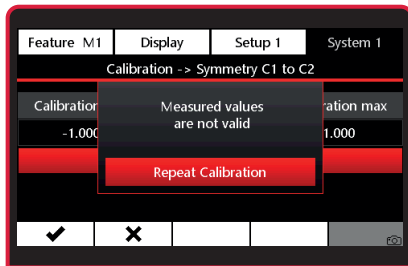 Feature M1 Display Setup 1 System 1
Calibration -> Symmetry C1 to C2
Calibration ration max
Measured values
are not valid
-1.000 1.000
Repeat Calibration